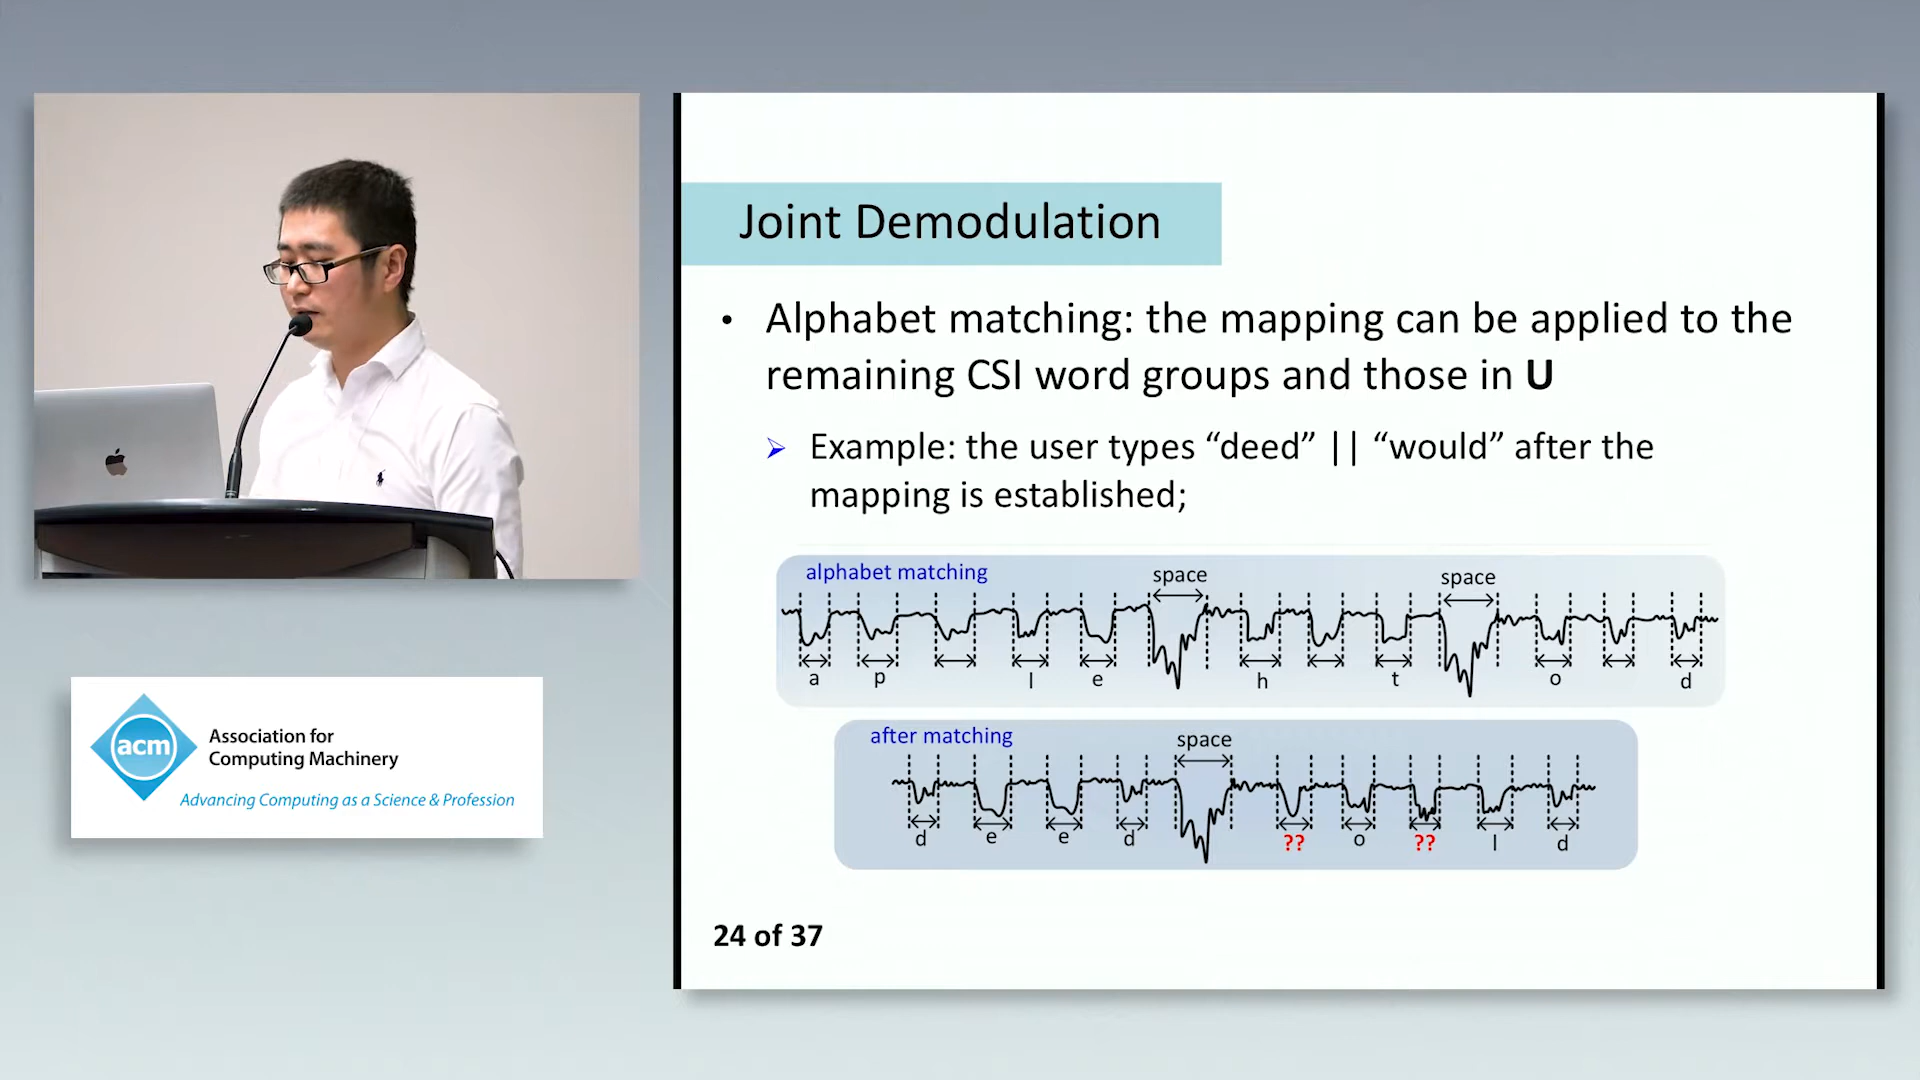 Joint Demodulation
• Alphabet matching: the mapping can be applied to the
remaining CSI word groups and those in U
Example: the user types “deed” || “would” after the
mapping is established;
alphabet matching
space
space
a p l e h t o d
after matching
space
d e e d ?? o ?? l d
24 of 37
acm
Association for
Computing Machinery
Advancing Computing as a Science & Profession